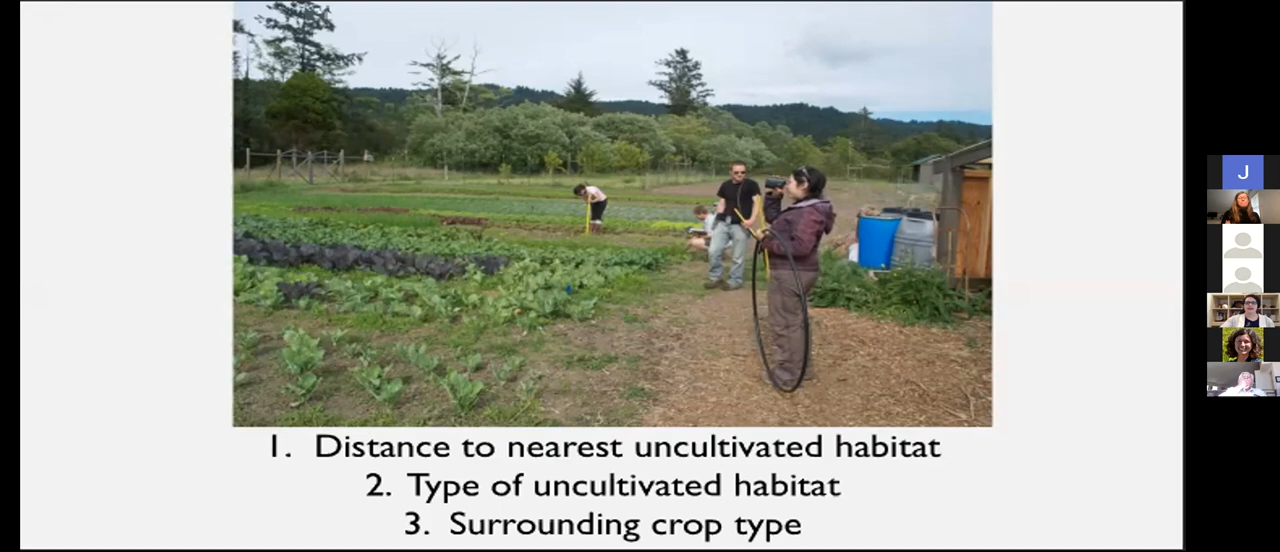 1. Distance to nearest uncultivated habitat
2. Type of uncultivated habitat
3. Surrounding crop type
J